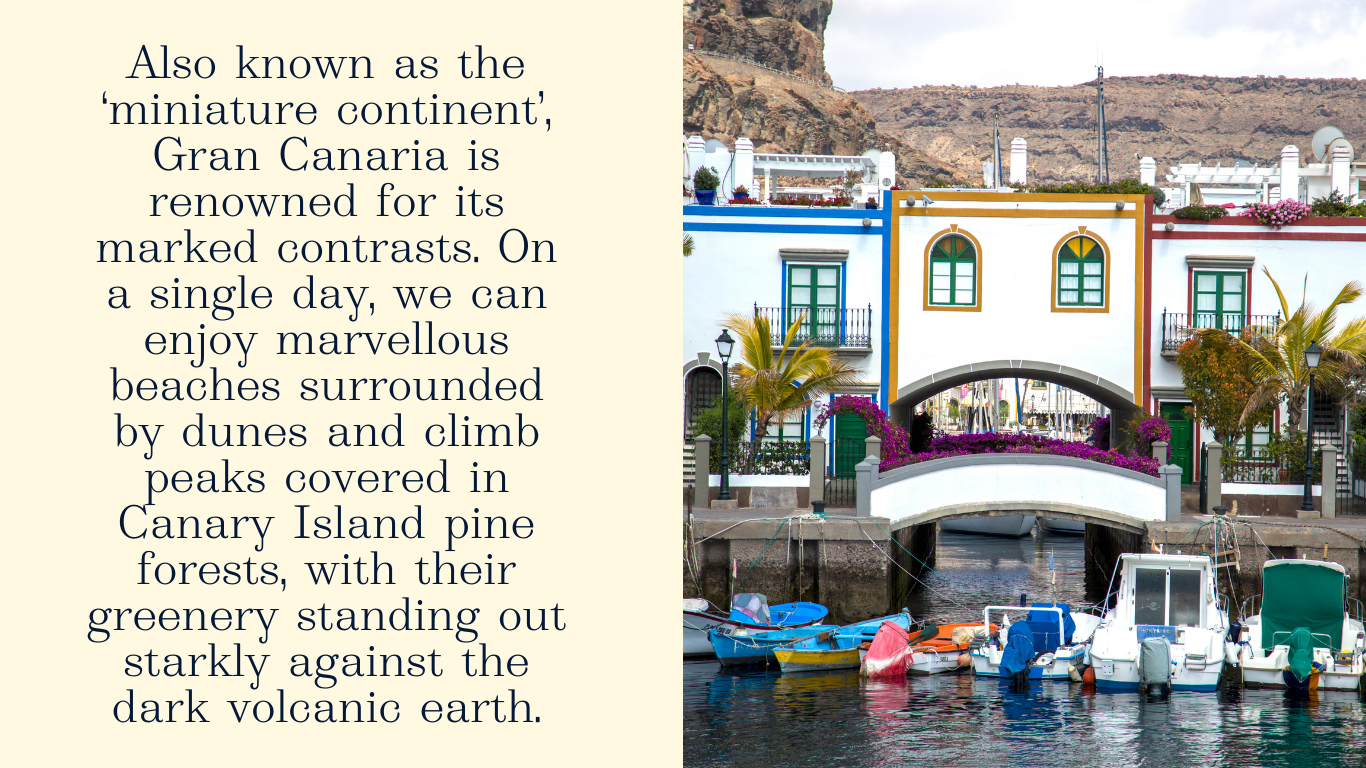 Also known as the
‘miniature continent’,
Gran Canaria is
renowned for its
marked contrasts. On
a single day, we can
enjoy marvellous
beaches surrounded
by dunes and climb
peaks covered in
Canary Island pine
forests, with their
greenery standing out
starkly against the
dark volcanic earth.